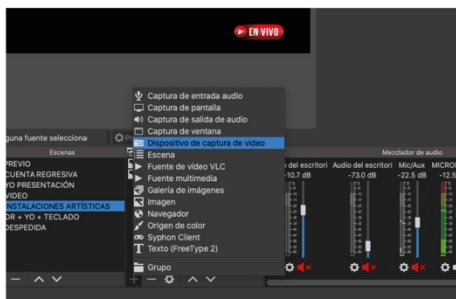 EN VIVO
Captura de entrada audio
Captura de pantalla
Captura de salida de audio
Captura de ventana
Dispositivo de captura de video
Escena
Fuente de video VLC
Fuente multimedia
Galería de imágenes
Imagen
Navegador
Origen de color
Syphon Client
Texto (FreeType 2)
Grupo
guna fuente selecciona
Escenas
PREVIO
CUENTA REGRESIVA
YO PRESENTACIÓN
VIDEO
INSTALACIONES ARTÍSTICAS
OR + YO + TECLADO
DESPEDIDA
Mezclador de audio
del escritori Audio del escritori Mic/Aux MICROI
-10.7 dB -73.0 dB -22.5 dB -12.5